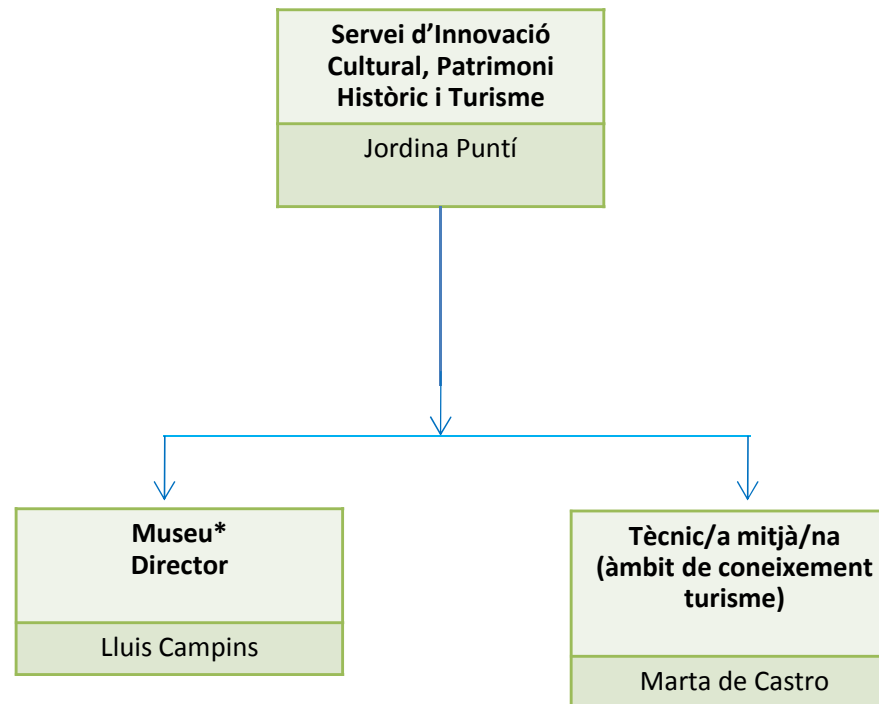 Servei d’Innovació
Cultural, Patrimoni
Històric i Turisme
Jordina Puntí
Museu*
Director
Lluis Campins
Tècnic/a mitjà/na
(àmbit de coneixement
turisme)
Marta de Castro